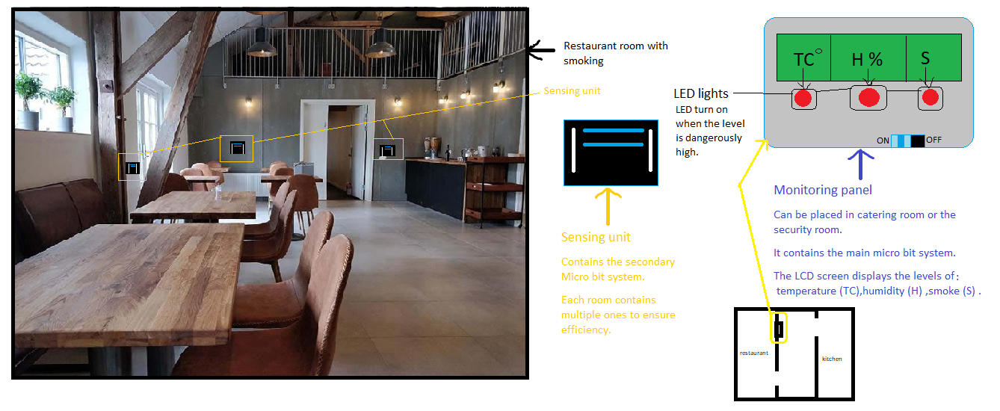 Restaurant room with
smoking
Sensing unit
Sensing unit
Contains the secondary
Micro bit system.
Each room contains
multiple ones to ensure
efficiency.
TC°
H %
S
LED lights
LED turn on
when the level
is dangerously
high.
ON
OFF
Monitoring panel
Can be placed in catering room or the
security room.
It contains the main micro bit system.
The LCD screen displays the levels of:
temperature (TC),humidity (H) ,smoke (S) .
restaurant
kitchen